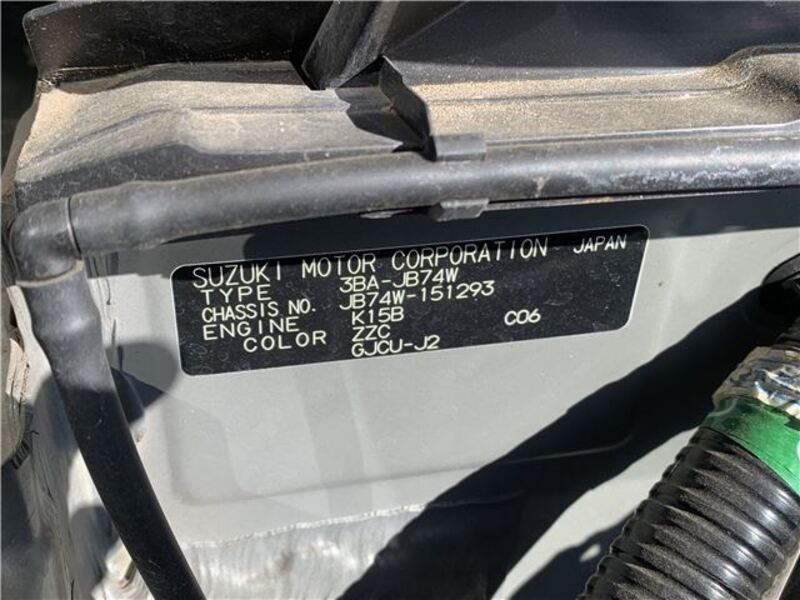 SUZUKI MOTOR CORPORATION JAPAN
TYPE 3BA-JB74W
CHASSIS NO. JB74W-151293
ENGINE K15B C06
COLOR ZZC
GJCU-J2